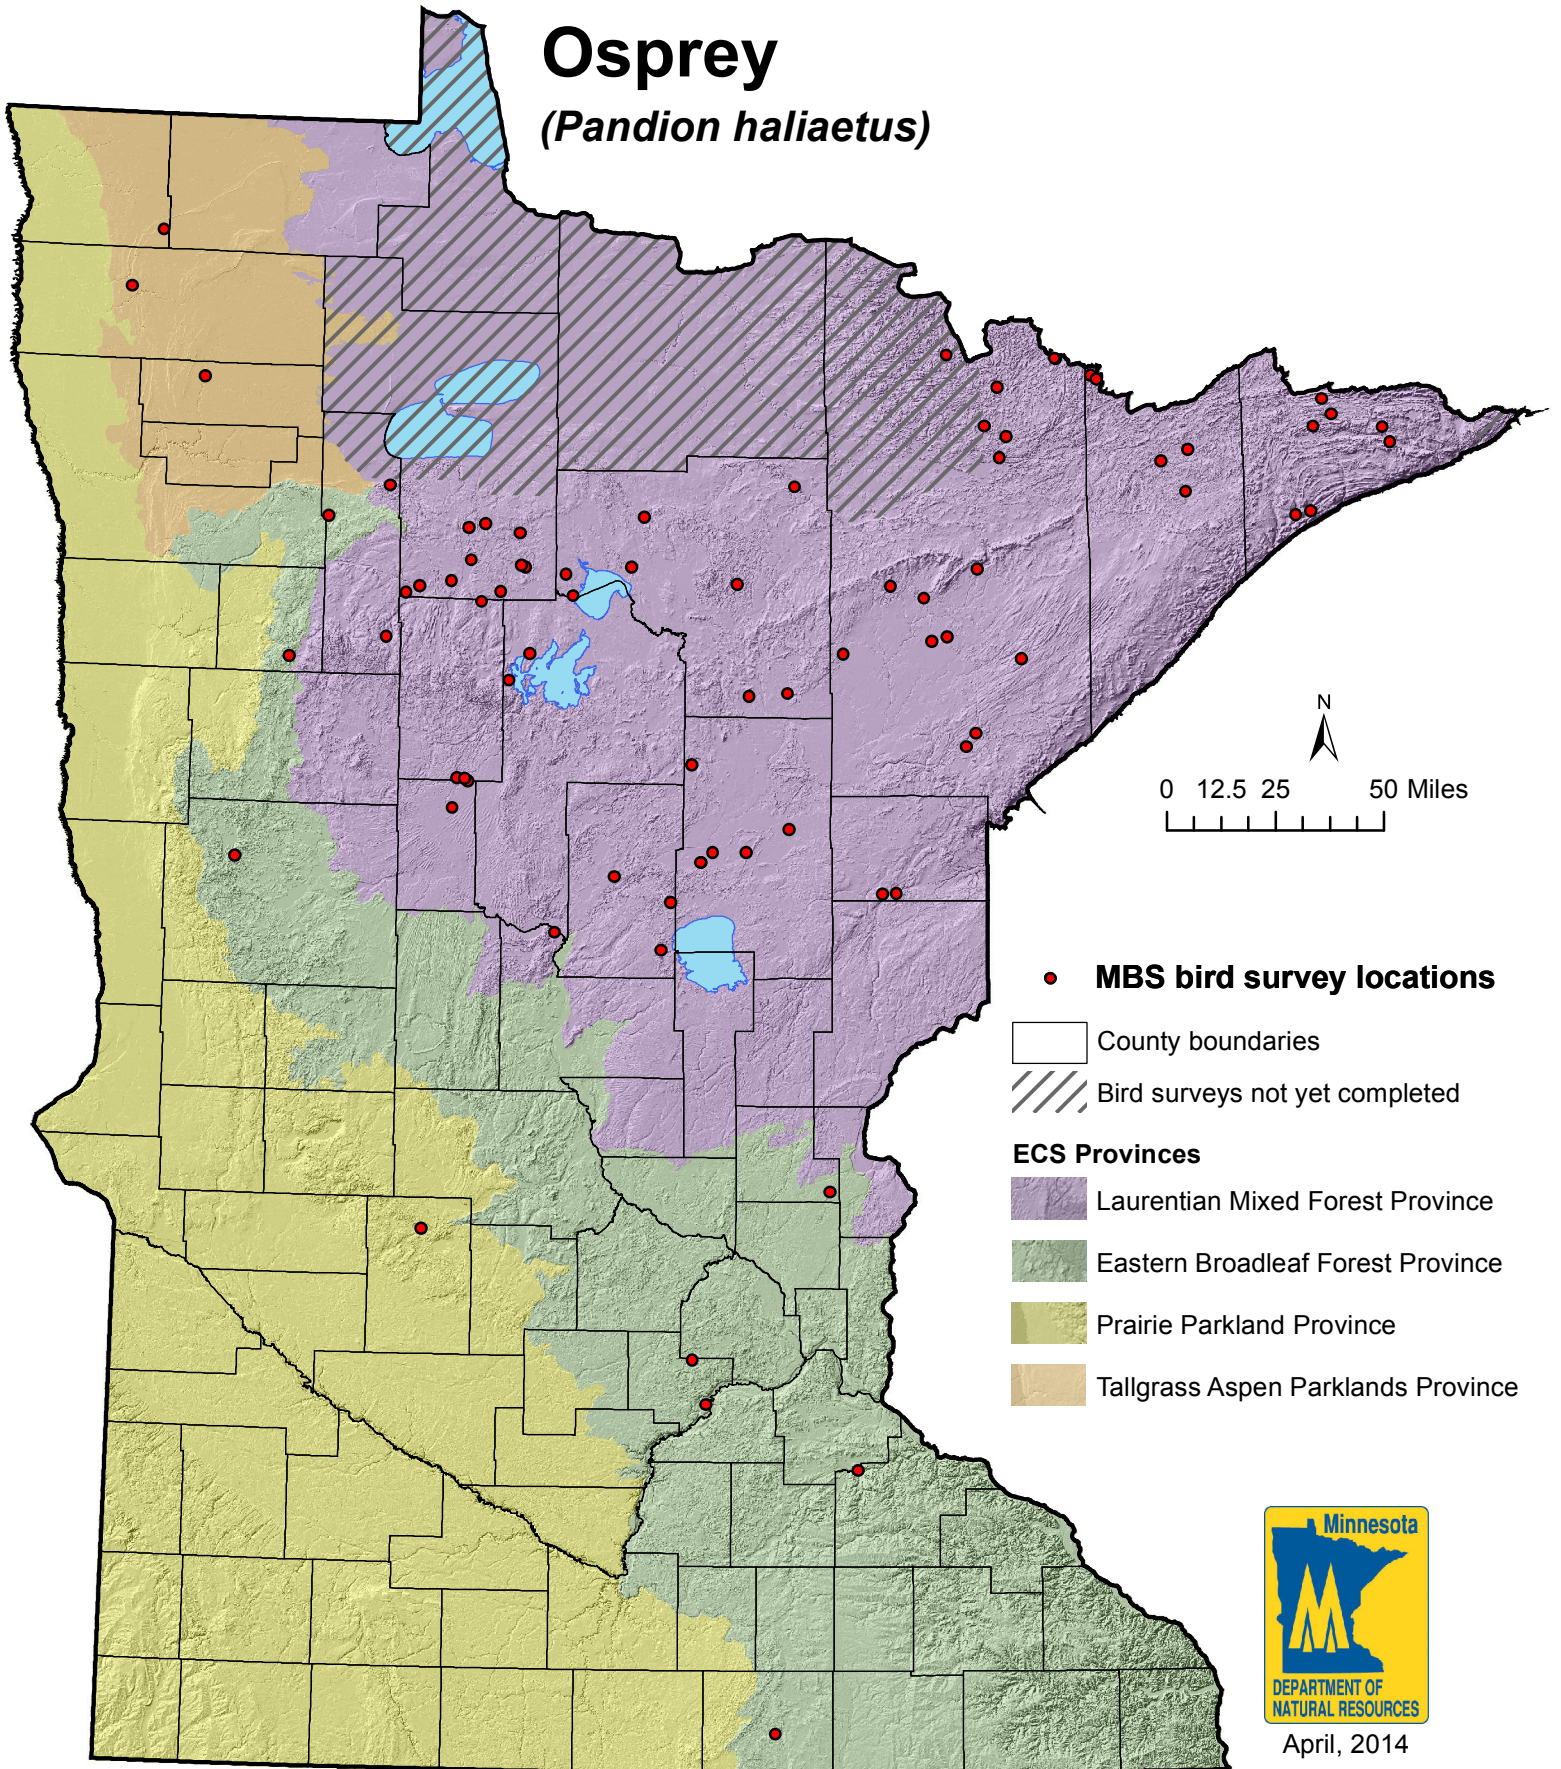 Osprey
(Pandion haliaetus)
N
0 12.5 25 50 Miles
MBS bird survey locations
County boundaries
Bird surveys not yet completed
ECS Provinces
Laurentian Mixed Forest Province
Eastern Broadleaf Forest Province
Prairie Parkland Province
Tallgrass Aspen Parklands Province
Minnesota
DEPARTMENT OF
NATURAL RESOURCES
April, 2014